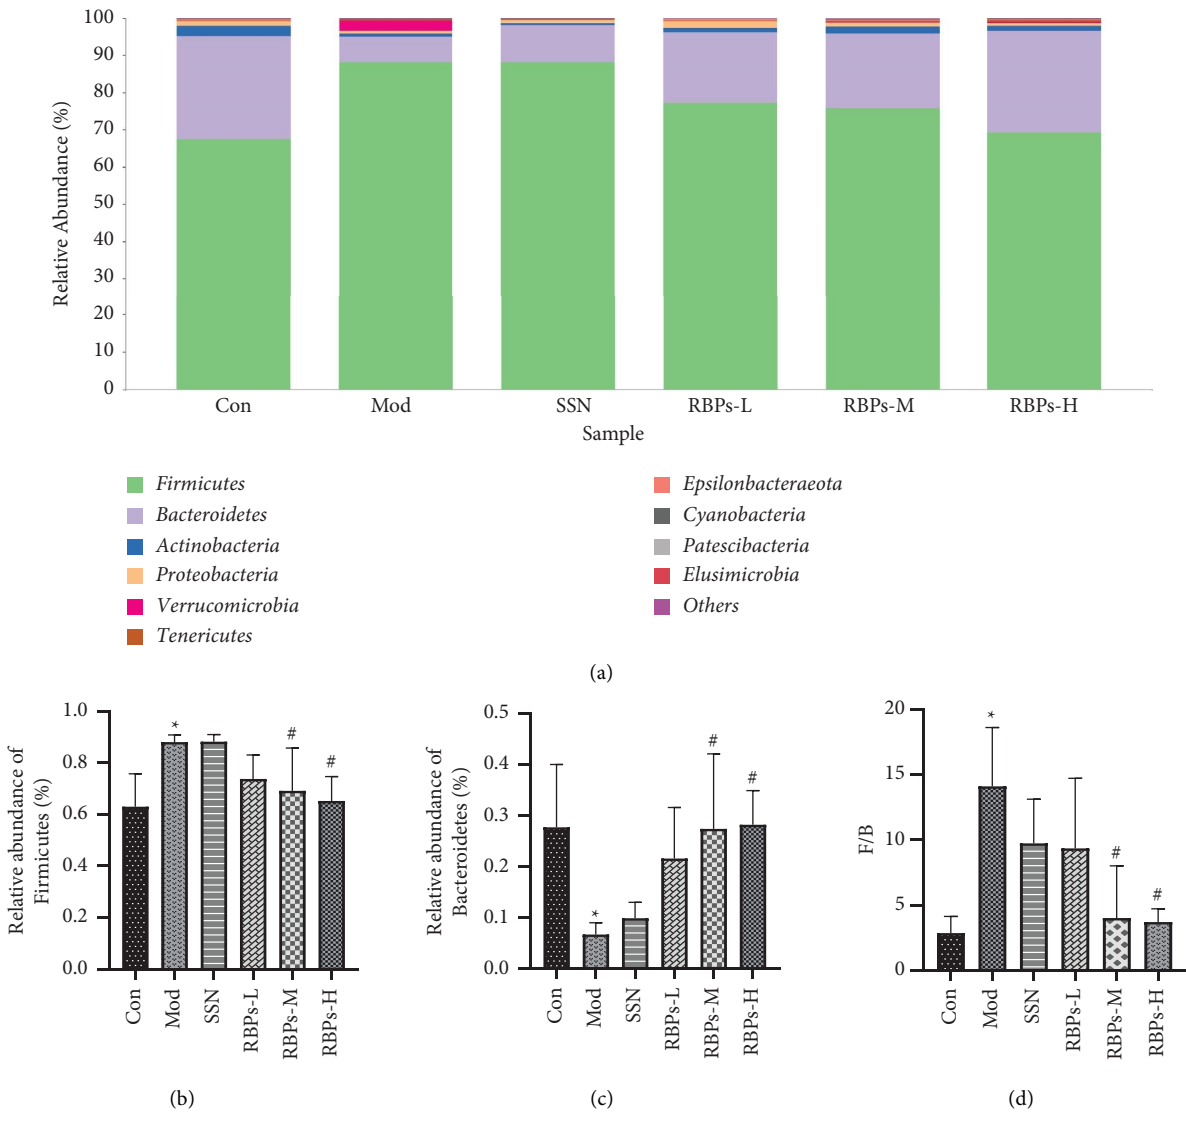 100
90
80
70
60
50
40
30
20
10
0
Relative Abundance (%)
Con Mod SSN RBPs-L RBPs-M RBPs-H
Sample
Firmicutes
Bacteroidetes
Actinobacteria
Proteobacteria
Verrucomicrobia
Tenericutes
Epsilonbacteraeota
Cyanobacteria
Patescibacteria
Elusimicrobia
Others
(a)
Relative abundance of
Firmicutes (%)
1.0
0.8
0.6
0.4
0.2
0.0
* # #
Con Mod SSN RBPs-L RBPs-M RBPs-H
(b)
Relative abundance of
Bacteroidetes (%)
0.5
0.4
0.3
0.2
0.1
0.0
* # #
Con Mod SSN RBPs-L RBPs-M RBPs-H
(c)
F/B
20
15
10
5
0
* # #
Con Mod SSN RBPs-L RBPs-M RBPs-H
(d)